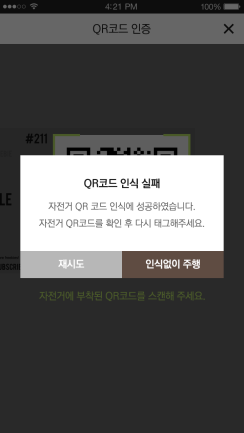 4:21 PM 100%
QR코드 인증
#211
LE
QR코드 인식 실패
자전거 QR 코드 인식에 성공하였습니다.
자전거 QR코드를 확인 후 다시 태그해주세요.
재시도 인식없이 주행
자전거에 부착된 QR코드를 스캔해 주세요.